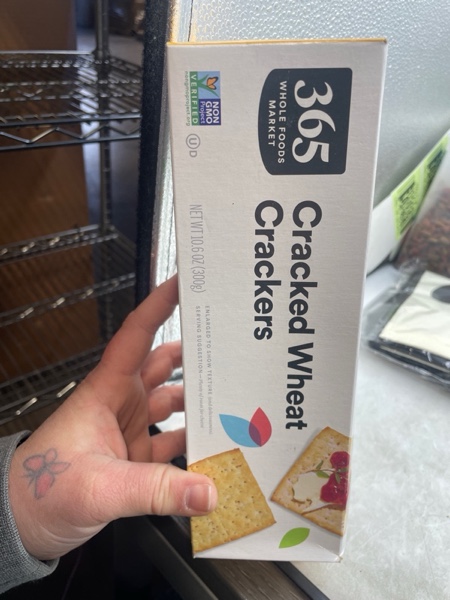 365
WHOLE FOODS
MARKET
Cracked Wheat
Crackers
NON
GMO
Project
VERIFIED
U D
NET WT 10.6 OZ (300g)
ENLARGED TO SHOW TEXTURE
SERVING SUGGESTION